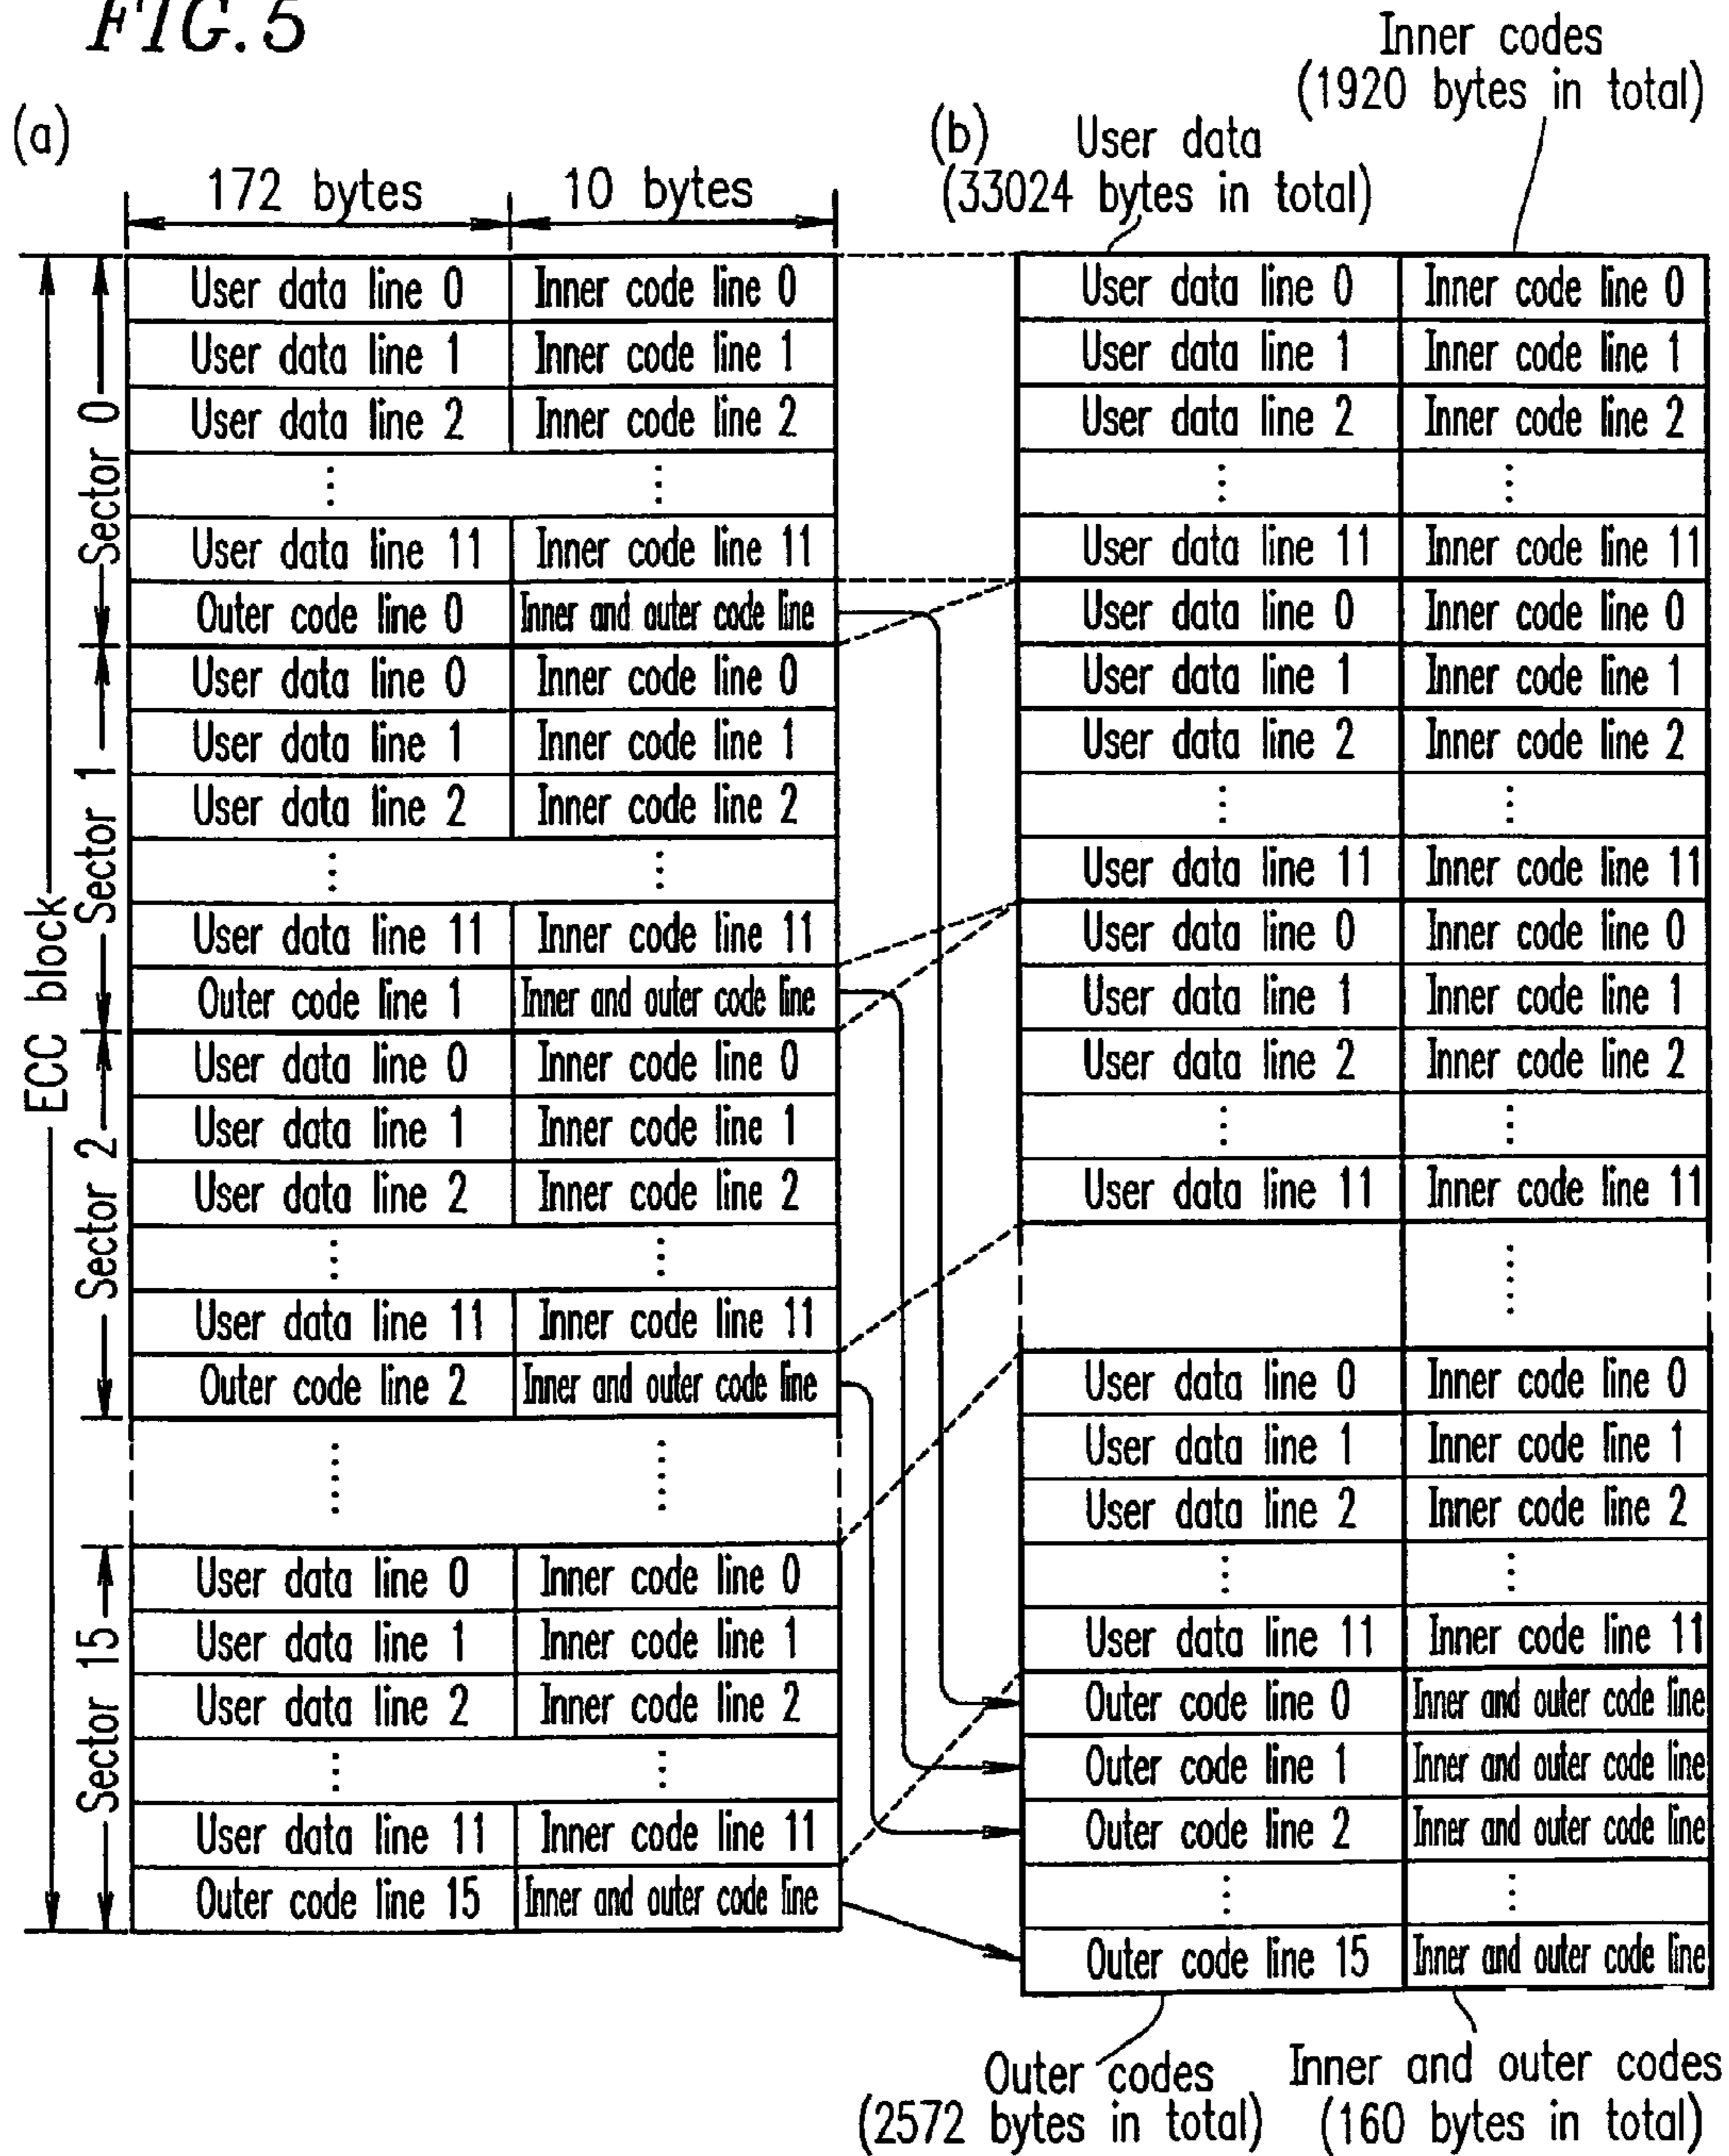 FIG. 5
(a)
172 bytes
10 bytes
ECC block
Sector 0
User data line 0 Inner code line 0
User data line 1 Inner code line 1
User data line 2 Inner code line 2
⋮ ⋮
User data line 11 Inner code line 11
Outer code line 0 Inner and outer code line
Sector 1
User data line 0 Inner code line 0
User data line 1 Inner code line 1
User data line 2 Inner code line 2
⋮ ⋮
User data line 11 Inner code line 11
Outer code line 1 Inner and outer code line
Sector 2
User data line 0 Inner code line 0
User data line 1 Inner code line 1
User data line 2 Inner code line 2
⋮ ⋮
User data line 11 Inner code line 11
Outer code line 2 Inner and outer code line
⋮ ⋮
Sector 15
User data line 0 Inner code line 0
User data line 1 Inner code line 1
User data line 2 Inner code line 2
⋮ ⋮
User data line 11 Inner code line 11
Outer code line 15 Inner and outer code line
(b)
User data
(33024 bytes in total)
Inner codes
(1920 bytes in total)
User data line 0 Inner code line 0
User data line 1 Inner code line 1
User data line 2 Inner code line 2
⋮ ⋮
User data line 11 Inner code line 11
User data line 0 Inner code line 0
User data line 1 Inner code line 1
User data line 2 Inner code line 2
⋮ ⋮
User data line 11 Inner code line 11
User data line 0 Inner code line 0
User data line 1 Inner code line 1
User data line 2 Inner code line 2
⋮ ⋮
User data line 11 Inner code line 11
⋮
User data line 0 Inner code line 0
User data line 1 Inner code line 1
User data line 2 Inner code line 2
⋮ ⋮
User data line 11 Inner code line 11
Outer code line 0 Inner and outer code line
Outer code line 1 Inner and outer code line
Outer code line 2 Inner and outer code line
⋮ ⋮
Outer code line 15 Inner and outer code line
Outer codes
(2572 bytes in total)
Inner and outer codes
(160 bytes in total)